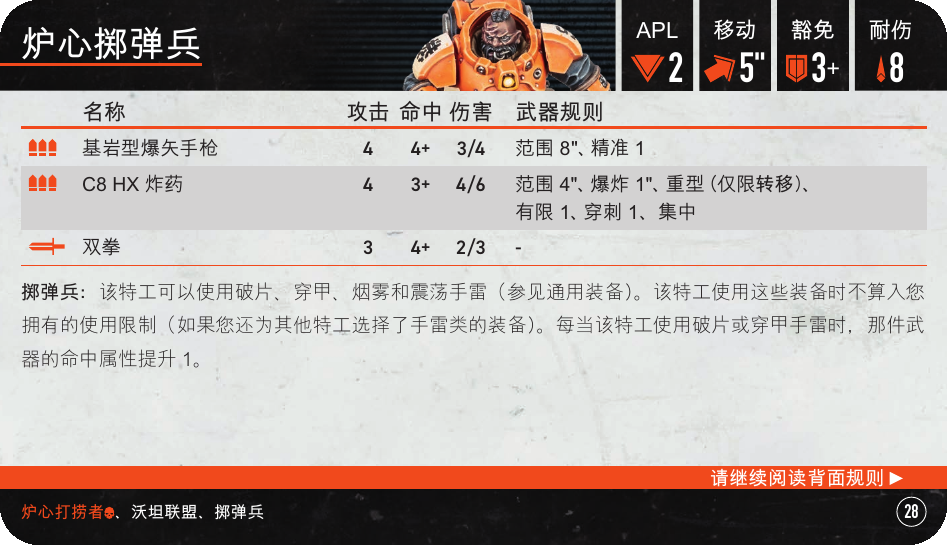 炉心掷弹兵
APL 移动 豁免 耐伤
2 5" 3+ 8
名称 攻击 命中 伤害 武器规则
基岩型爆矢手枪 4 4+ 3/4 范围 8"、精准 1
C8 HX 炸药 4 3+ 4/6 范围 4"、爆炸 1"、重型（仅限转移）、
有限 1、穿刺 1、集中
双拳 3 4+ 2/3 -
掷弹兵：该特工可以使用破片、穿甲、烟雾和震荡手雷（参见通用装备）。该特工使用这些装备时不算入您
拥有的使用限制（如果您还为其他特工选择了手雷类的装备）。每当该特工使用破片或穿甲手雷时，那件武
器的命中属性提升 1。
请继续阅读背面规则 ▶
炉心打捞者、沃坦联盟、掷弹兵 28